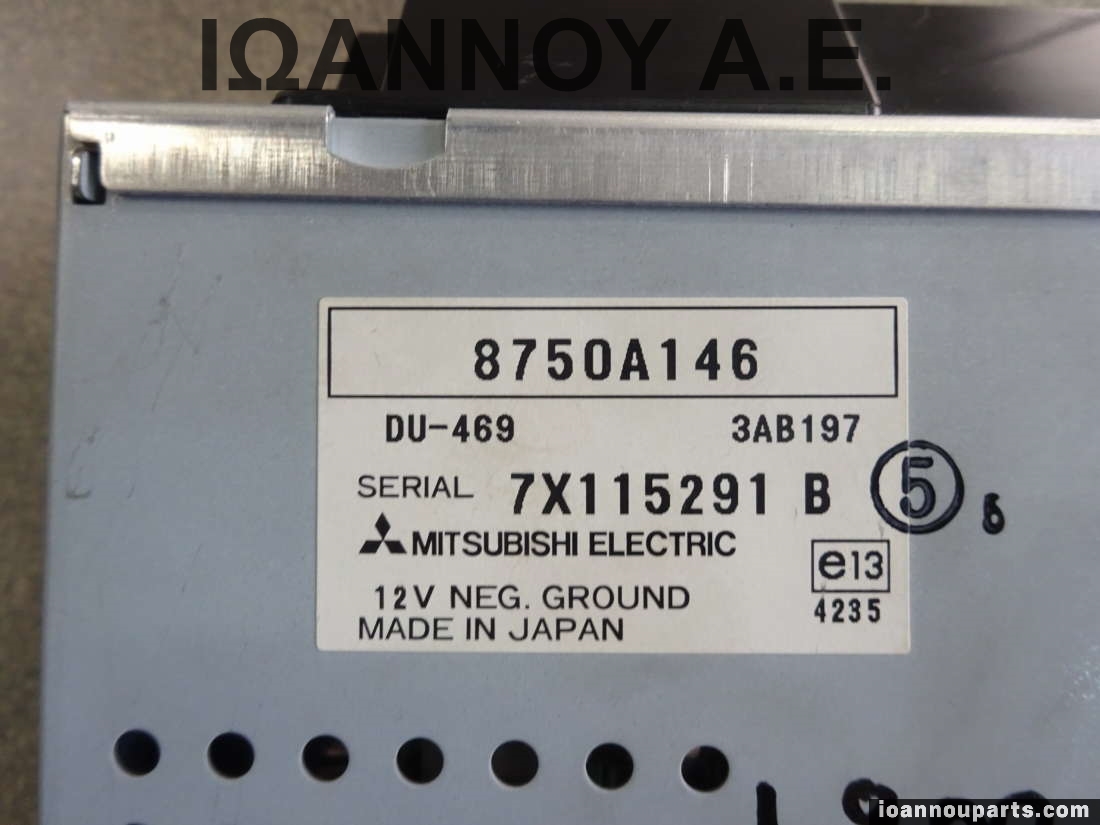 ΙΩΑΝΝΟΥ Α.Ε.
8750A146
DU-469 3AB197
SERIAL 7X115291 B 5
MITSUBISHI ELECTRIC
e13
12V NEG. GROUND
4235
MADE IN JAPAN
ioannouparts.com